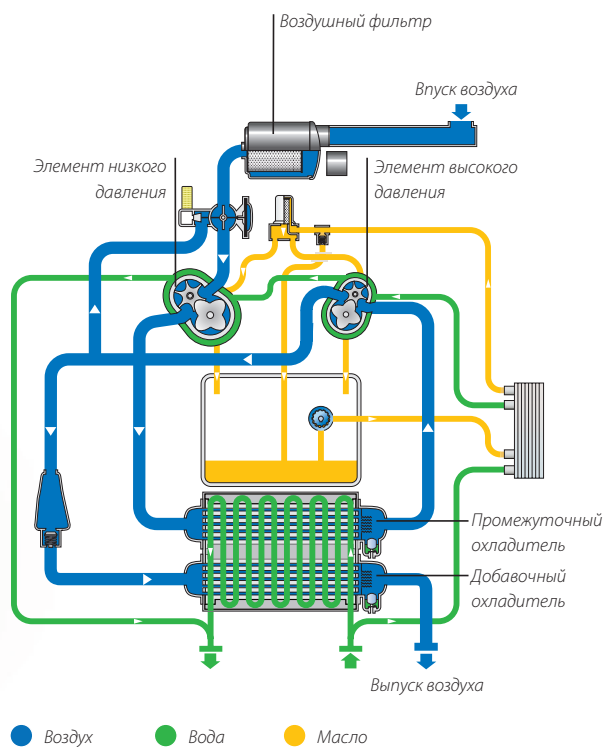 Воздушный фильтр
Впуск воздуха
Элемент низкого
давления
Элемент высокого
давления
Промежуточный
охладитель
Добавочный
охладитель
Выпуск воздуха
Воздух
Вода
Масло